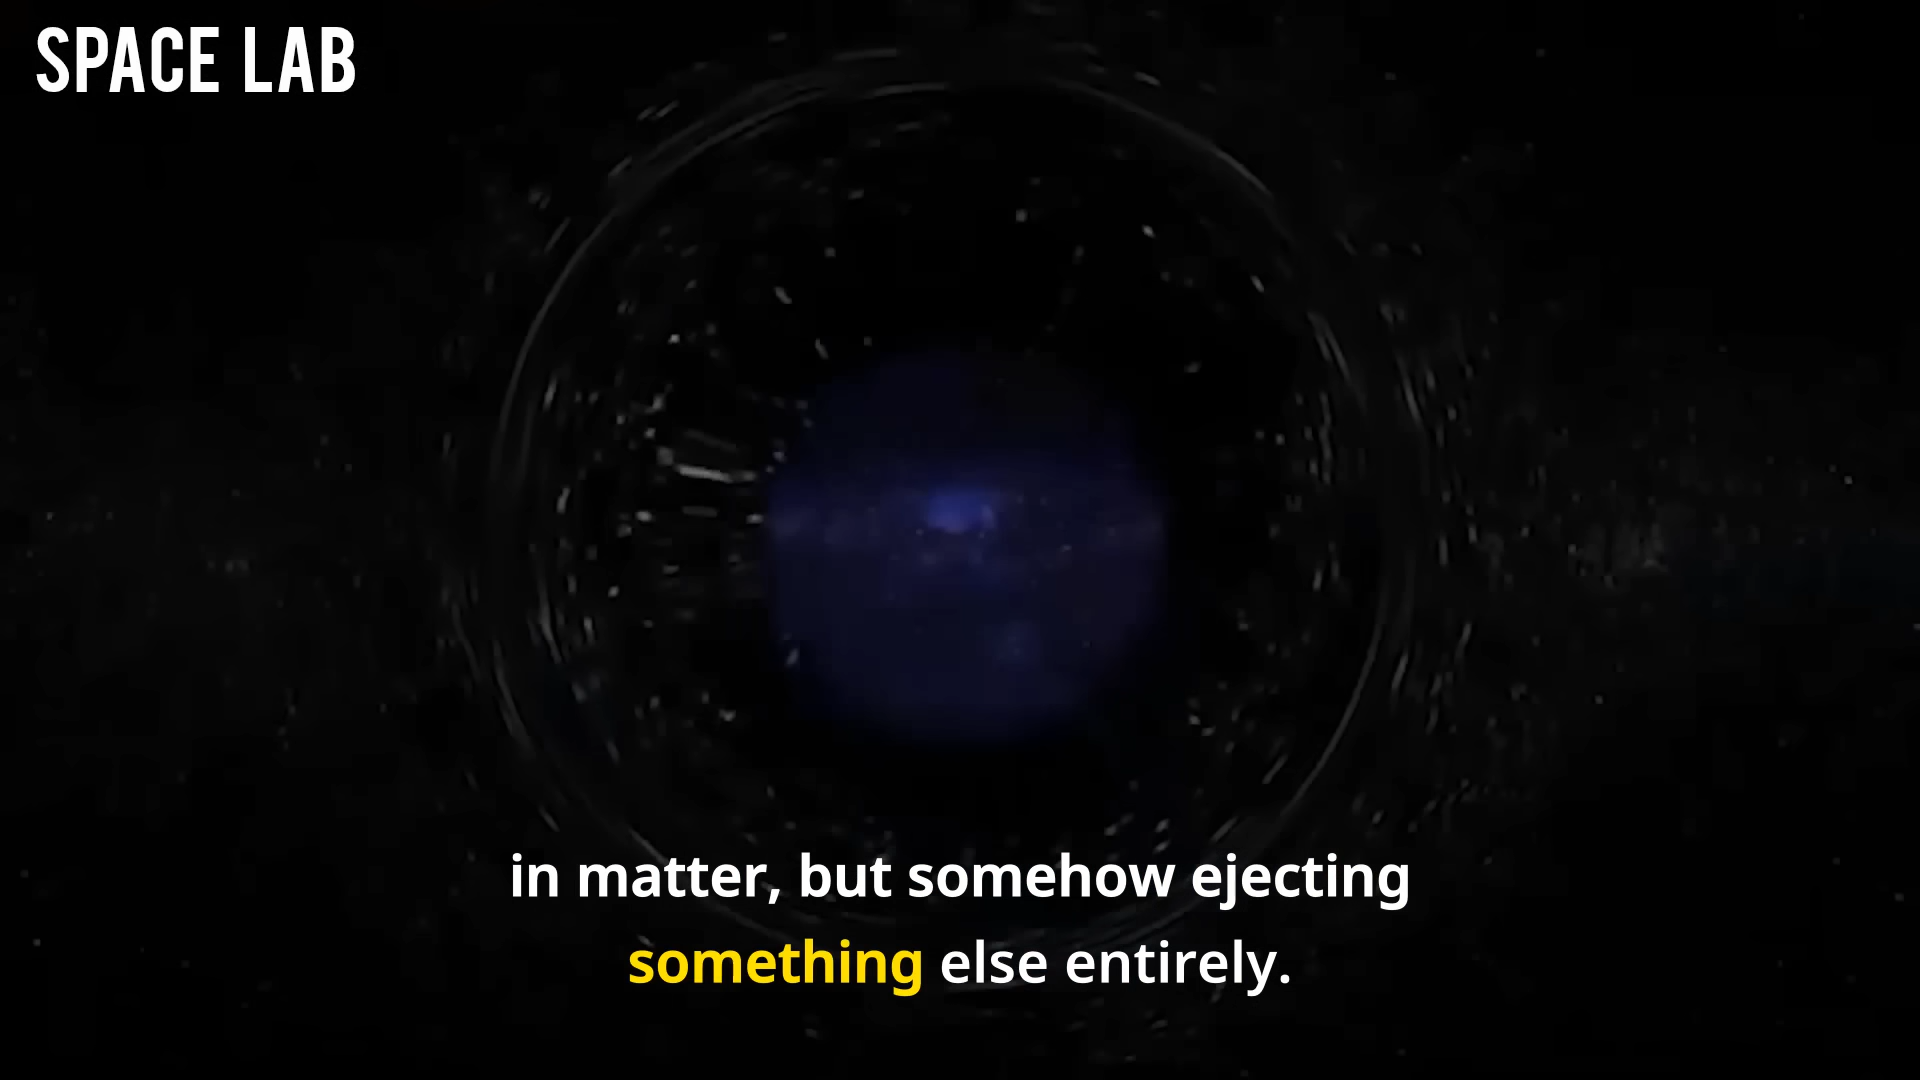 SPACE LAB
in matter, but somehow ejecting
something else entirely.